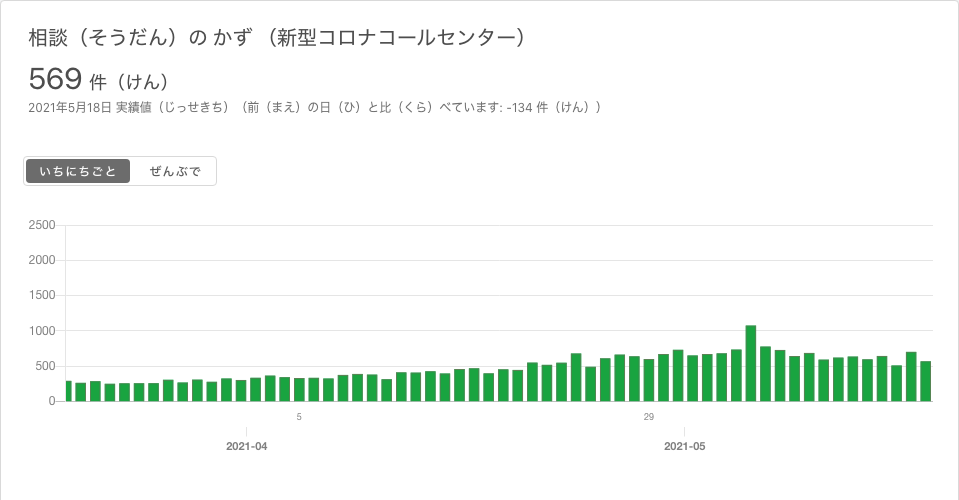 相談（そうだん）の かず （新型コロナコールセンター）
569 件（けん）
2021年5月18日 実績値（じっせきち）（前（まえ）の日（ひ）と比（くら）べています: -134 件（けん））
いちにちごと ぜんぶで
2500
2000
1500
1000
500
0
5 29
2021-04 2021-05